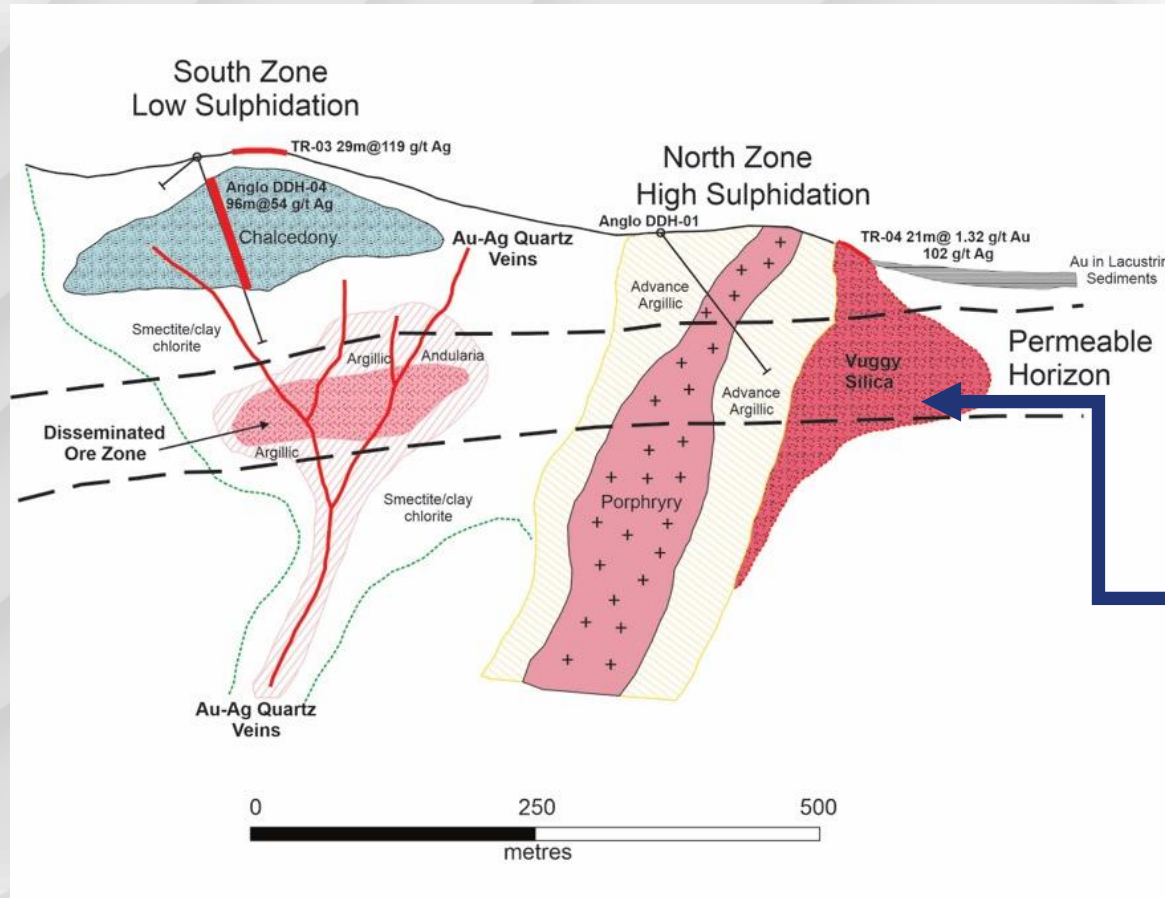 South Zone
Low Sulphidation
TR-03 29m@119 g/t Ag
Anglo DDH-04
96m@54 g/t Ag
Chalcedony
Au-Ag Quartz
Veins
North Zone
High Sulphidation
Anglo DDH-01
TR-04 21m@ 1.32 g/t Au
102 g/t Ag
Au in Lacustrin
Sediments
Advance
Argillic
Smectite/clay
chlorite
Argillic
Andularia
Permeable
Horizon
Vuggy
Silica
Advance
Argillic
Disseminated
Ore Zone
Argillic
Smectite/clay
chlorite
Porphryry
Au-Ag Quartz
Veins
0 250 500
metres